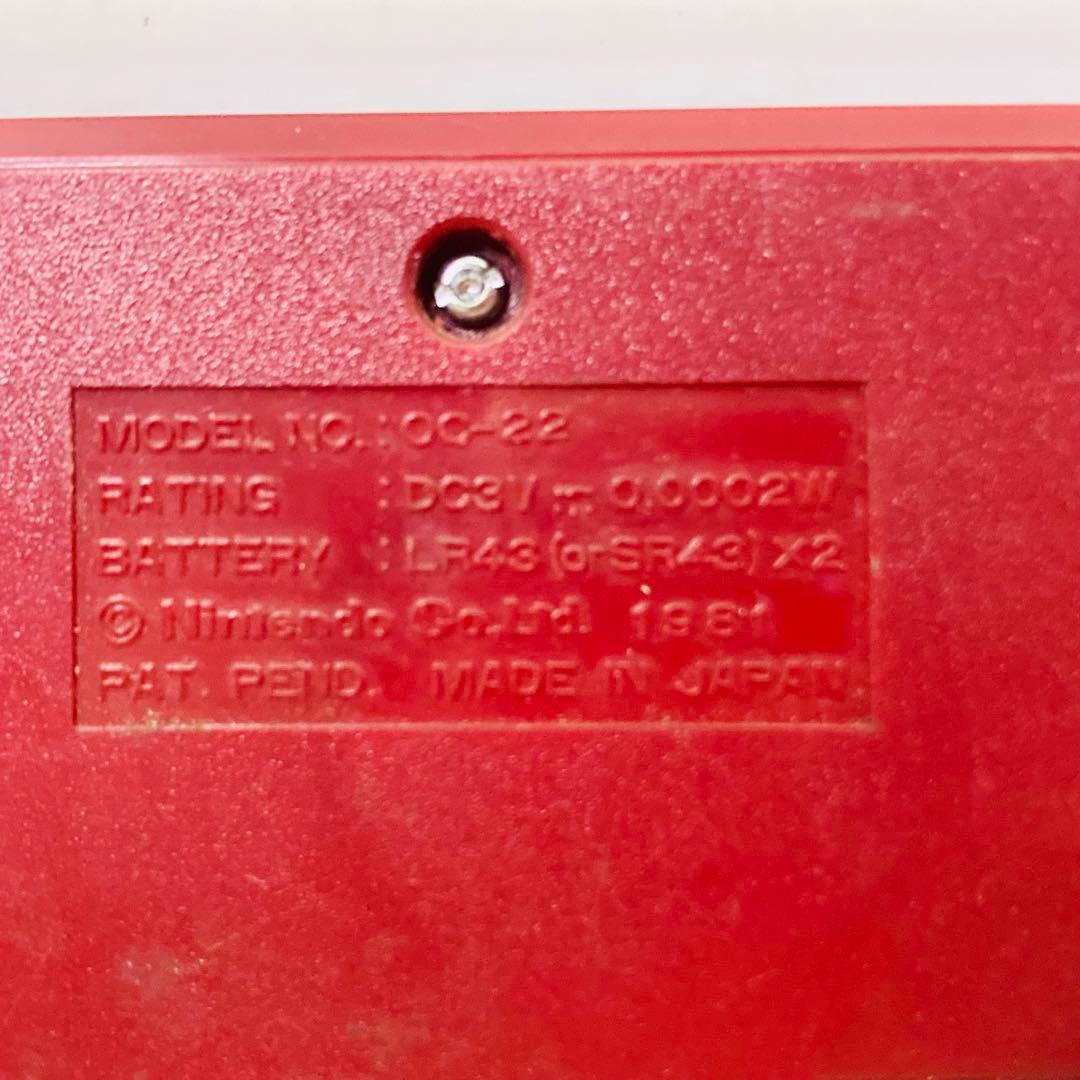 MODEL NO. : OC-22
RATING : DC3V ⎓ 0.0002W
BATTERY : LR43 (or SR43) X2
© Nintendo Co., Ltd. 1981
PAT. PEND. MADE IN JAPAN